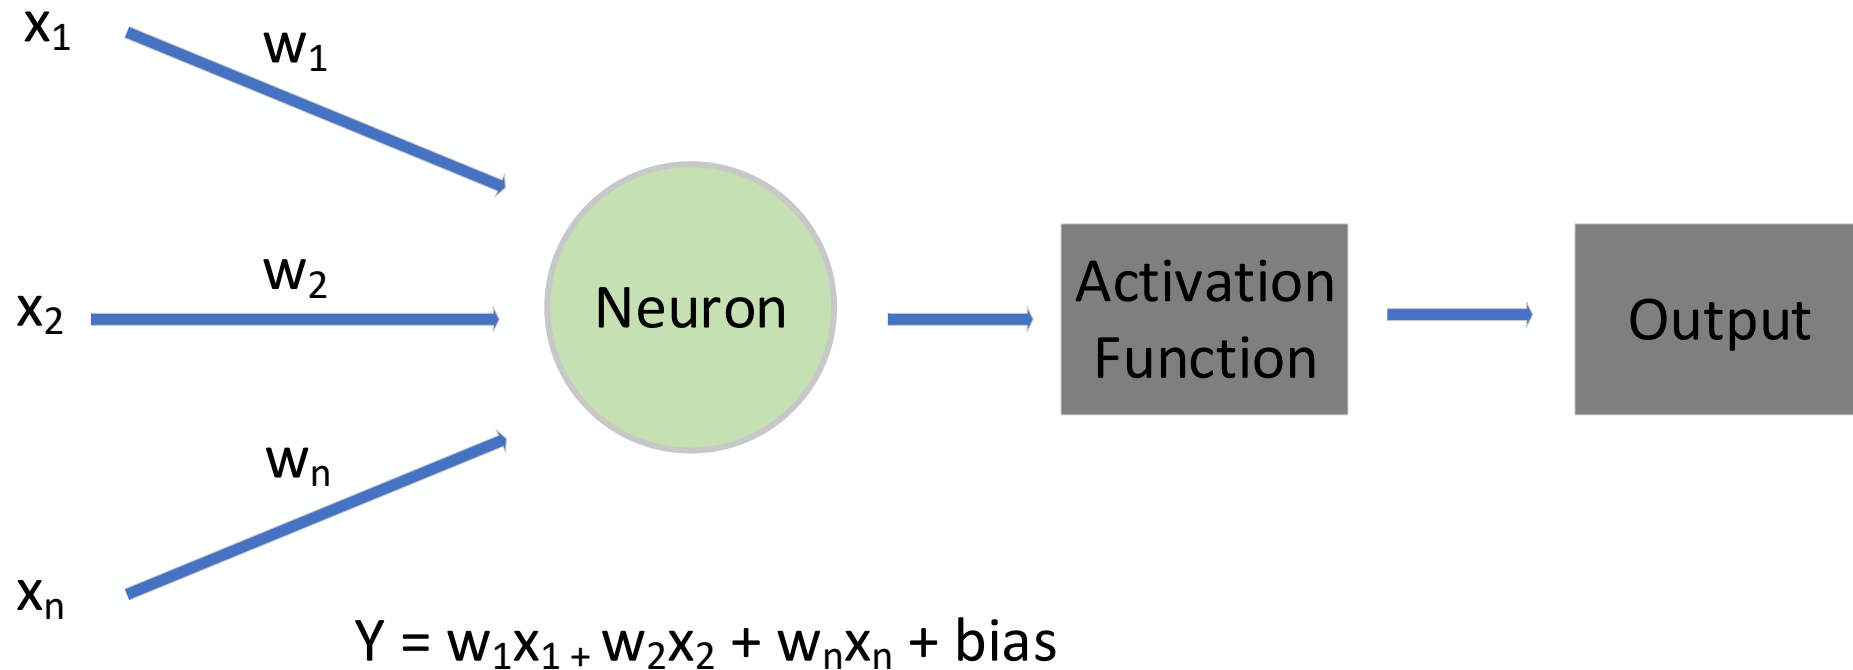 x₁
w₁
w₂
x₂
Neuron
Activation
Function
Output
wₙ
xₙ
Y = w₁x₁ ₊ w₂x₂ + wₙxₙ + bias